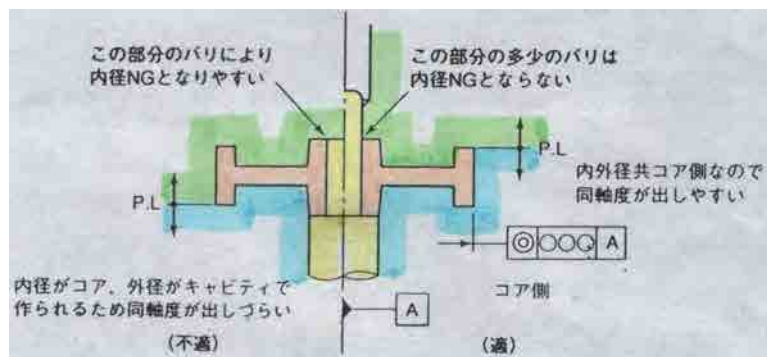 この部分のバリにより
内径NGとなりやすい
この部分の多少のバリは
内径NGとならない
P.L
内外径共コア側なので
同軸度が出しやすい
P.L
◎○○○ A
コア側
内径がコア、外径がキャビティで
作られるため同軸度が出しづらい
A
(不適)
(適)